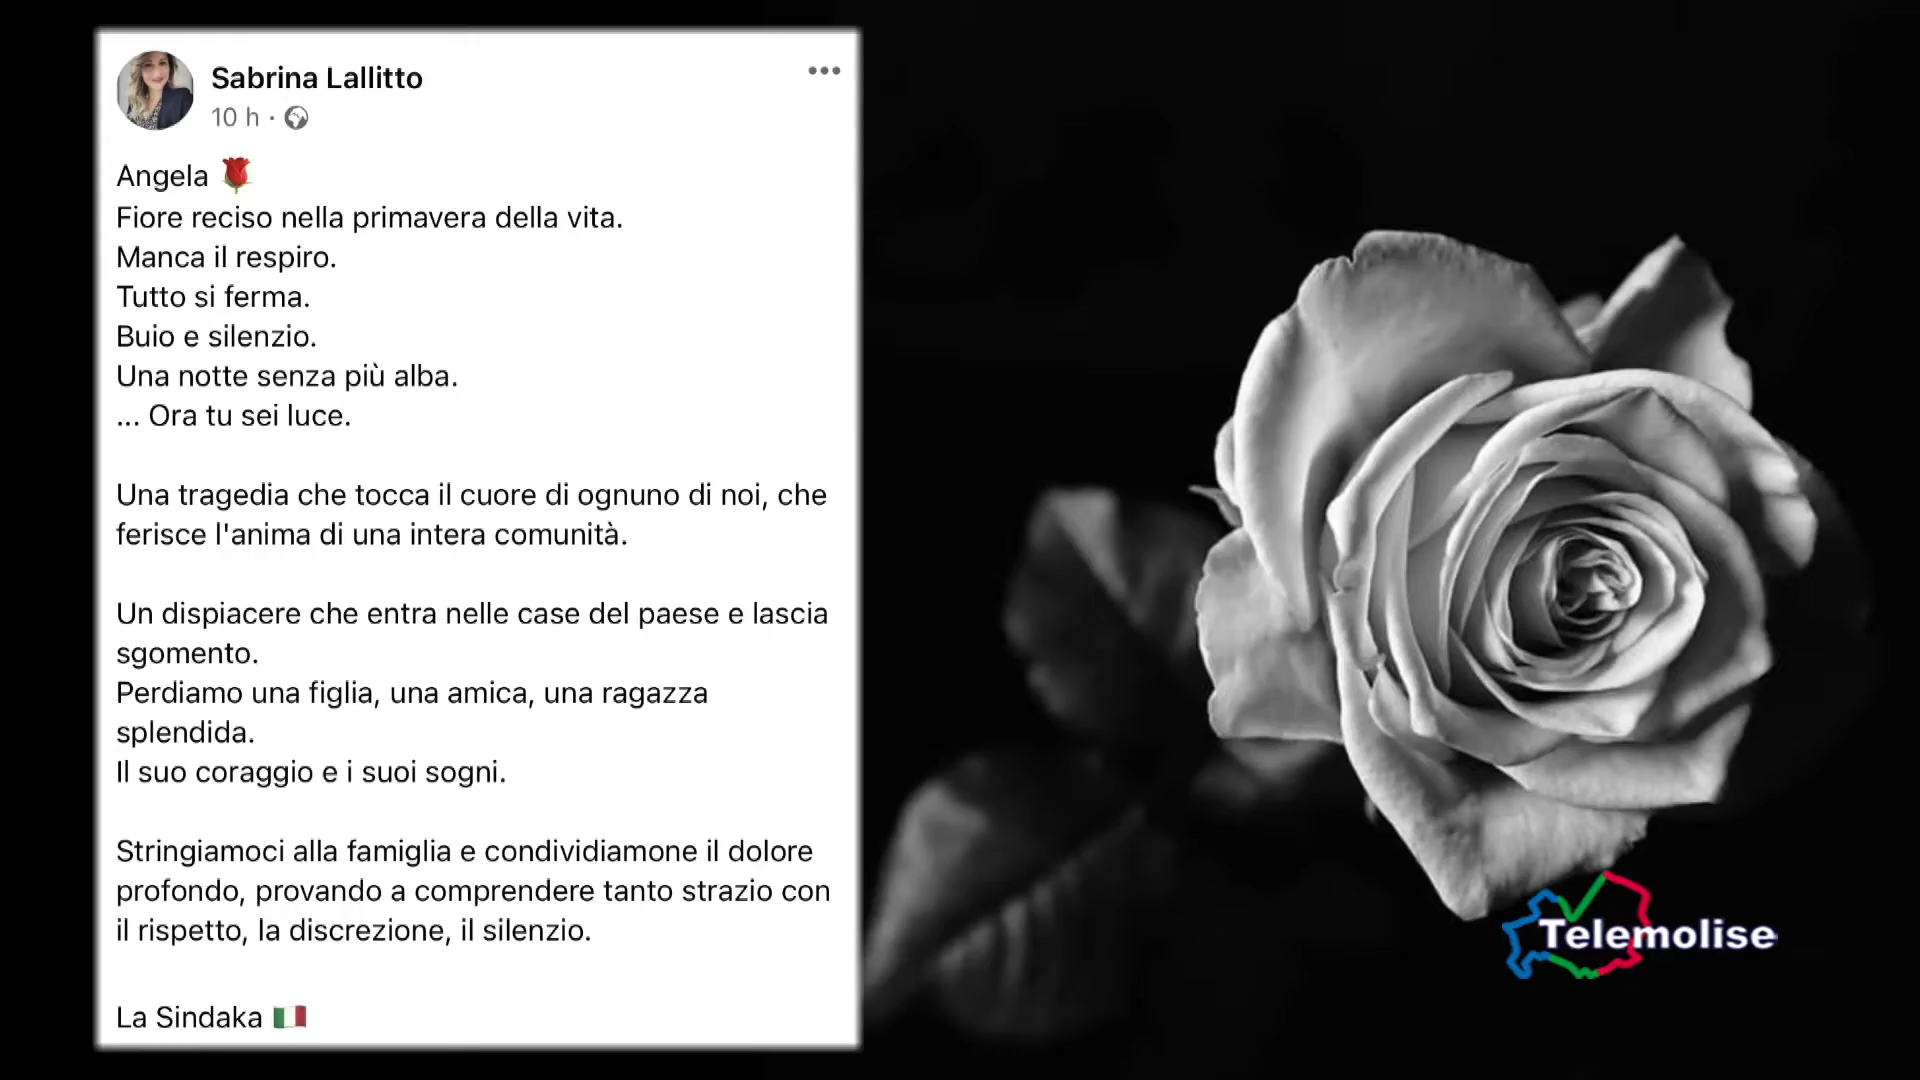 Sabrina Lallitto
10 h ·
Angela 🌹
Fiore reciso nella primavera della vita.
Manca il respiro.
Tutto si ferma.
Buio e silenzio.
Una notte senza più alba.
... Ora tu sei luce.
Una tragedia che tocca il cuore di ognuno di noi, che
ferisce l'anima di una intera comunità.
Un dispiacere che entra nelle case del paese e lascia
sgomento.
Perdiamo una figlia, una amica, una ragazza
splendida.
Il suo coraggio e i suoi sogni.
Stringiamoci alla famiglia e condividiamone il dolore
profondo, provando a comprendere tanto strazio con
il rispetto, la discrezione, il silenzio.
La Sindaka 🇮🇹
Telemolise